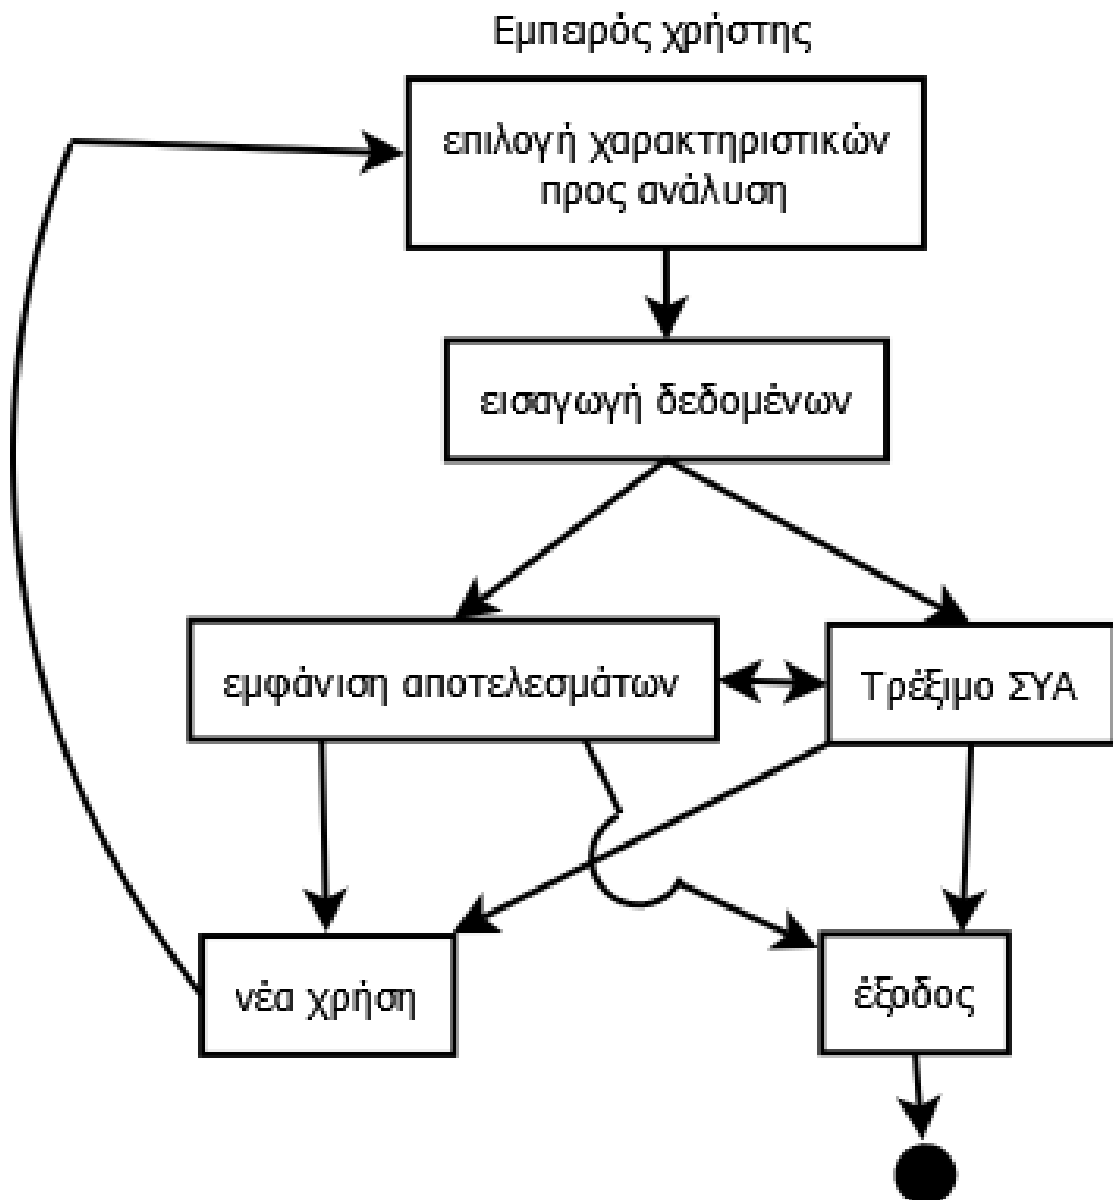 Εμπειρός χρήστης
επιλογή χαρακτηριστικών
προς ανάλυση
εισαγωγή δεδομένων
εμφάνιση αποτελεσμάτων
Τρέξιμο ΣΥΑ
νέα χρήση
έξοδος